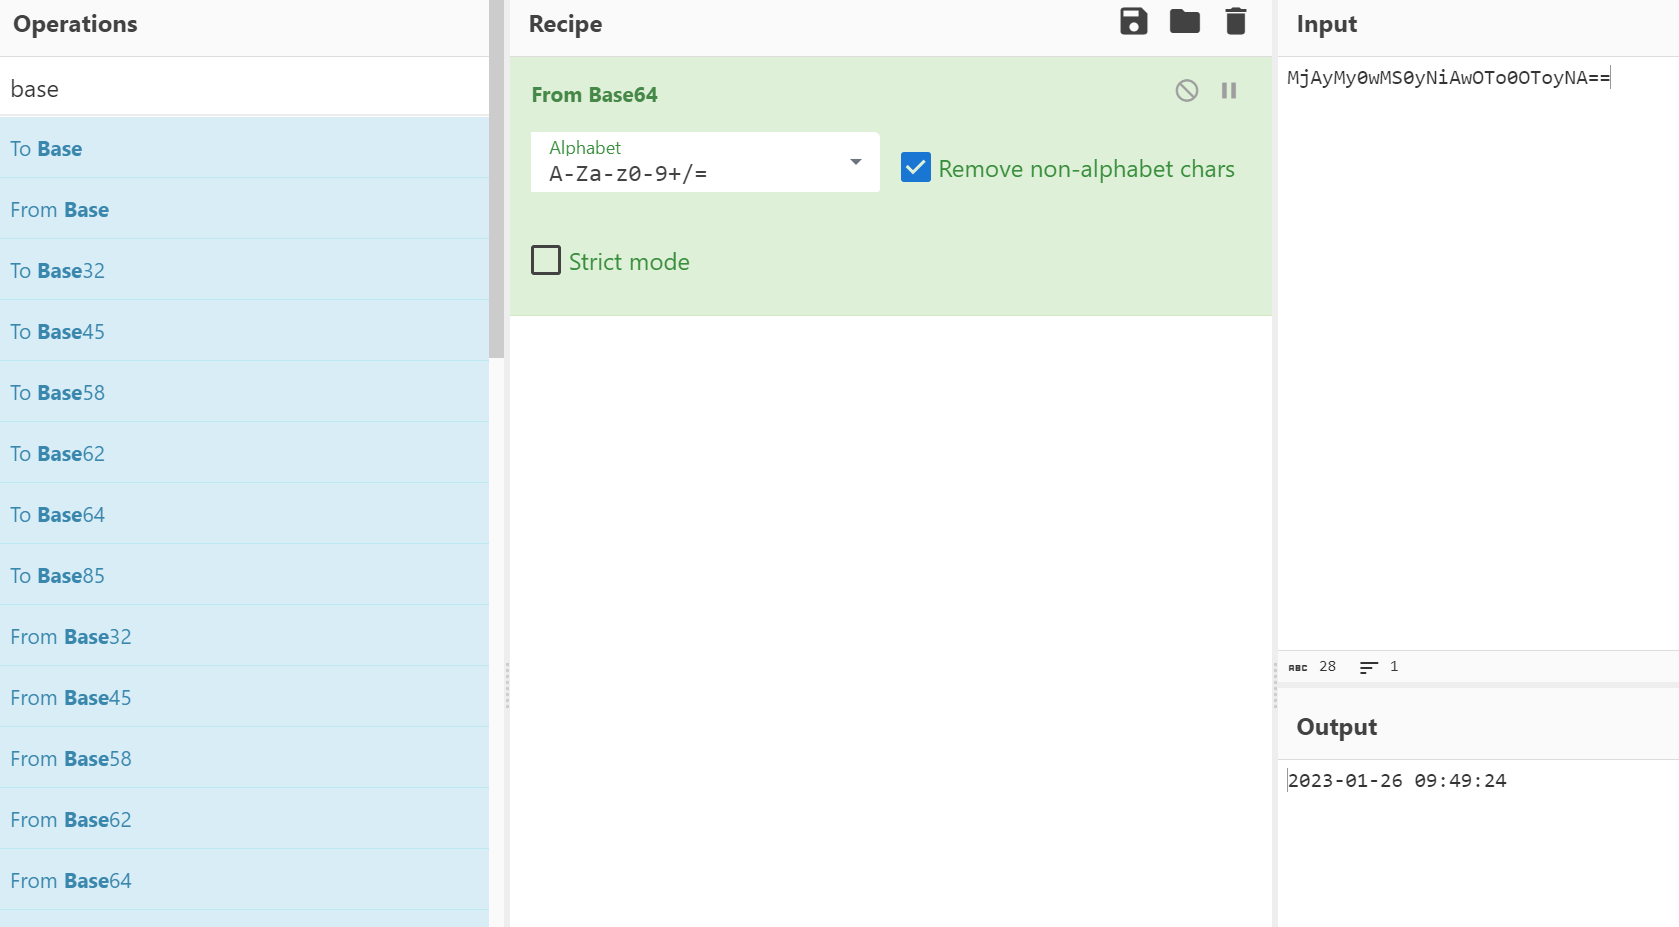 Operations
base
To Base
From Base
To Base32
To Base45
To Base58
To Base62
To Base64
To Base85
From Base32
From Base45
From Base58
From Base62
From Base64
Recipe
From Base64
Alphabet
A-Za-z0-9+/=
Remove non-alphabet chars
Strict mode
Input
MjAyMy0wMS0yNiAwOTo0OToyNA==
ABC 28 1
Output
2023-01-26 09:49:24